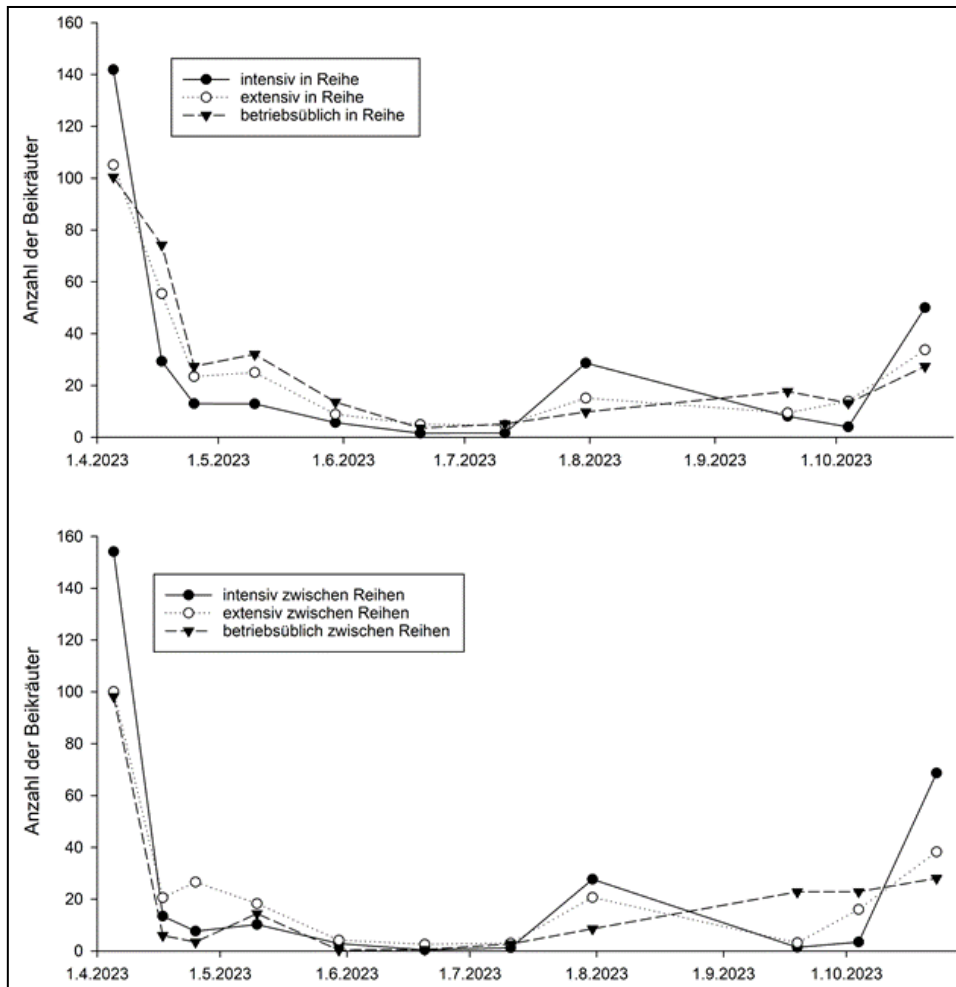 160
140
120
100
80
60
40
20
0
Anzahl der Beikräuter
intensiv in Reihe
extensiv in Reihe
betriebsüblich in Reihe
1.4.2023 1.5.2023 1.6.2023 1.7.2023 1.8.2023 1.9.2023 1.10.2023
160
140
120
100
80
60
40
20
0
Anzahl der Beikräuter
intensiv zwischen Reihen
extensiv zwischen Reihen
betriebsüblich zwischen Reihen
1.4.2023 1.5.2023 1.6.2023 1.7.2023 1.8.2023 1.9.2023 1.10.2023